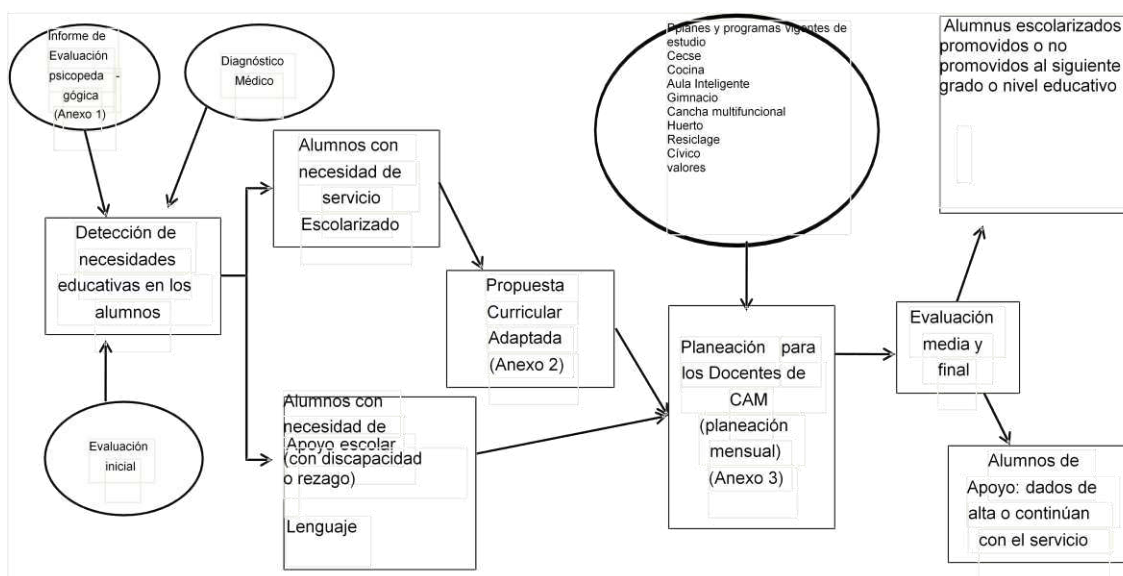 Informe de
Evaluación
psicopeda -
gógica
(Anexo 1)
Diagnóstico
Médico
Detección de
necesidades
educativas en los
alumnos
Evaluación
inicial
Alumnos con
necesidad de
servicio
Escolarizado
Alumnos con
necesidad de
Apoyo escolar
(con discapacidad
o rezago)
Lenguaje
Propuesta
Curricular
Adaptada
(Anexo 2)
Pplanes y programas vigentes de
estudio
Cecse
Cocina
Aula Inteligente
Gimnacio
Cancha multifuncional
Huerto
Resiclage
Cívico
valores
Planeación para
los Docentes de
CAM
(planeación
mensual)
(Anexo 3)
Evaluación
media y
final
Alumnus escolarizados
promovidos o no
promovidos al siguiente
grado o nivel educativo
Alumnos de
Apoyo: dados de
alta o continúan
con el servicio